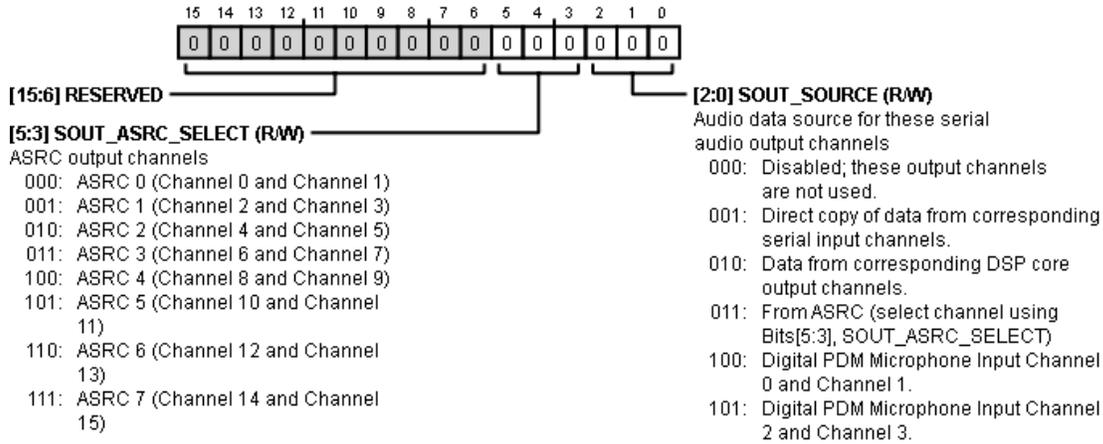 15 14 13 12 11 10 9 8 7 6 5 4 3 2 1 0
0 0 0 0 0 0 0 0 0 0 0 0 0 0 0 0
[15:6] RESERVED
[5:3] SOUT_ASRC_SELECT (R/W)
ASRC output channels
000: ASRC 0 (Channel 0 and Channel 1)
001: ASRC 1 (Channel 2 and Channel 3)
010: ASRC 2 (Channel 4 and Channel 5)
011: ASRC 3 (Channel 6 and Channel 7)
100: ASRC 4 (Channel 8 and Channel 9)
101: ASRC 5 (Channel 10 and Channel
11)
110: ASRC 6 (Channel 12 and Channel
13)
111: ASRC 7 (Channel 14 and Channel
15)
[2:0] SOUT_SOURCE (R/W)
Audio data source for these serial
audio output channels
000: Disabled; these output channels
are not used.
001: Direct copy of data from corresponding
serial input channels.
010: Data from corresponding DSP core
output channels.
011: From ASRC (select channel using
Bits[5:3], SOUT_ASRC_SELECT)
100: Digital PDM Microphone Input Channel
0 and Channel 1.
101: Digital PDM Microphone Input Channel
2 and Channel 3.